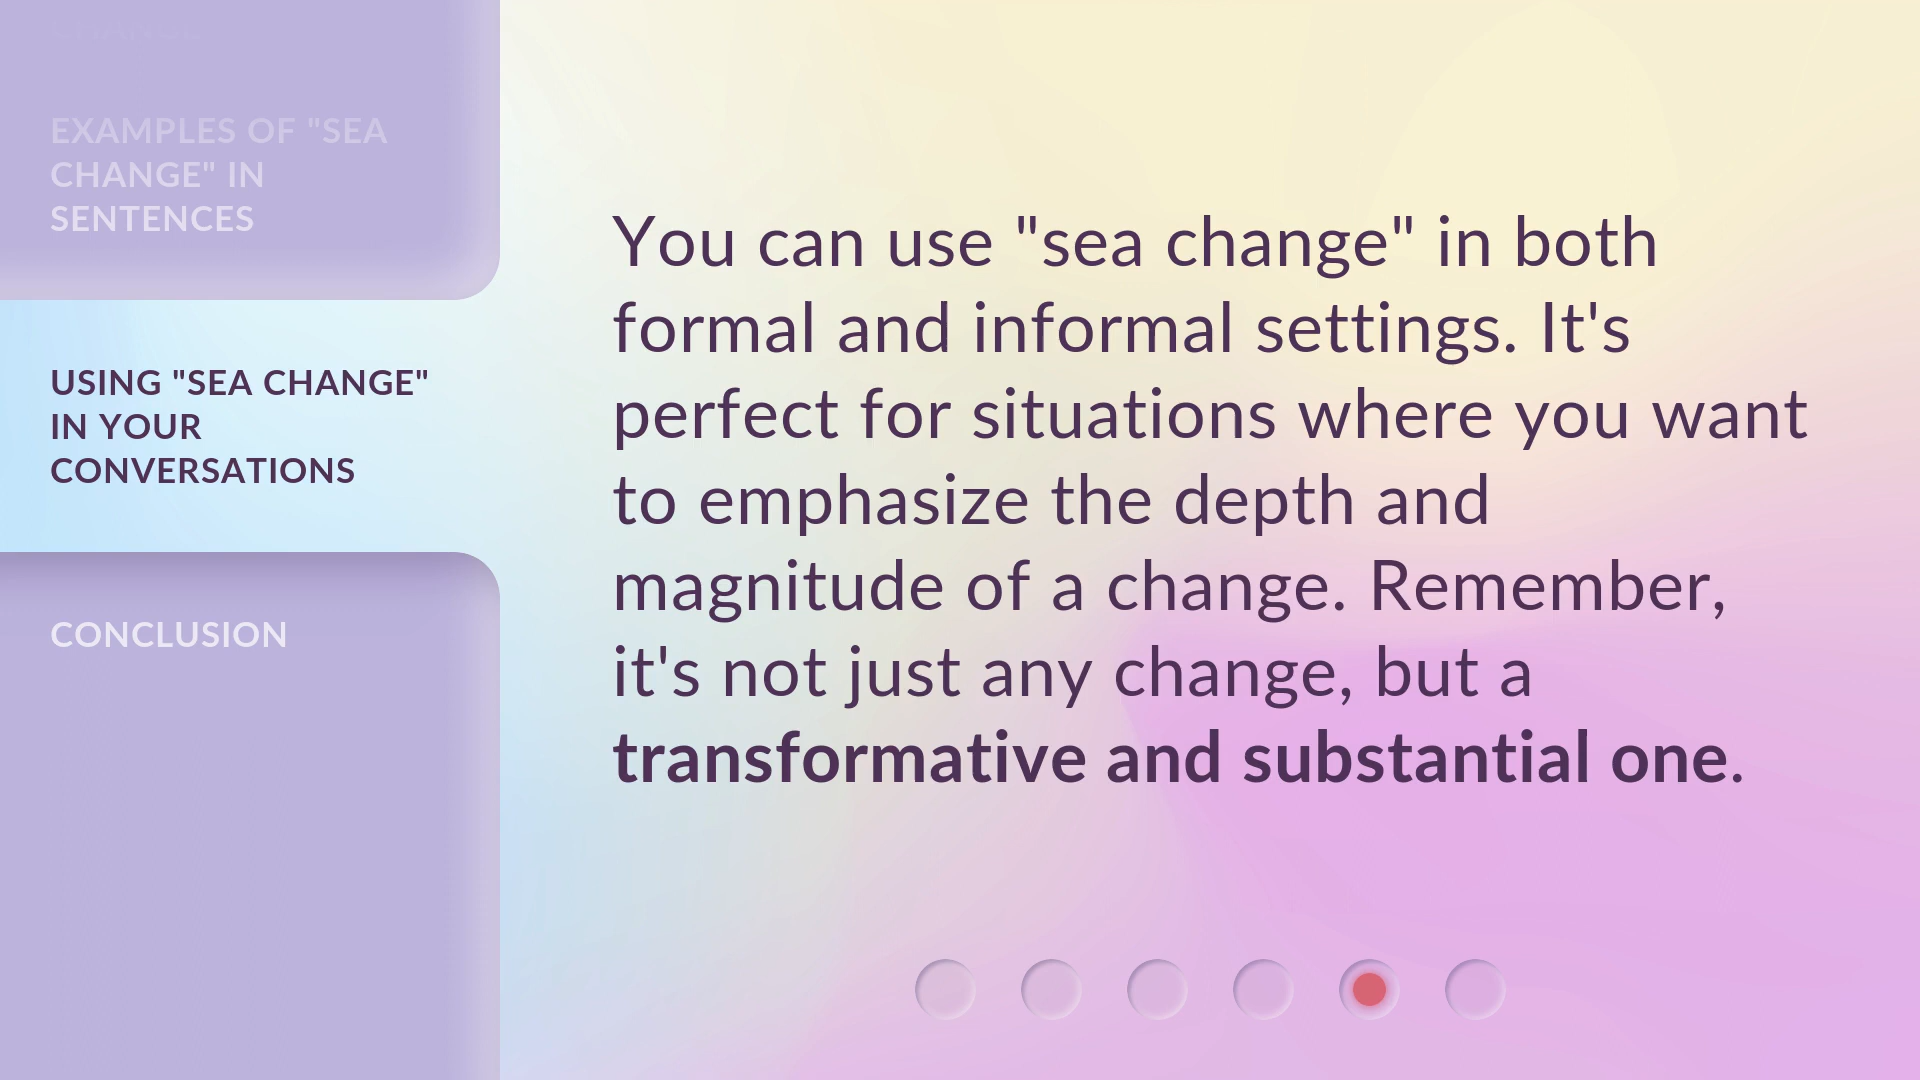 CHANGE"
EXAMPLES OF "SEA
CHANGE" IN
SENTENCES
USING "SEA CHANGE"
IN YOUR
CONVERSATIONS
CONCLUSION
You can use "sea change" in both
formal and informal settings. It's
perfect for situations where you want
to emphasize the depth and
magnitude of a change. Remember,
it's not just any change, but a
transformative and substantial one.